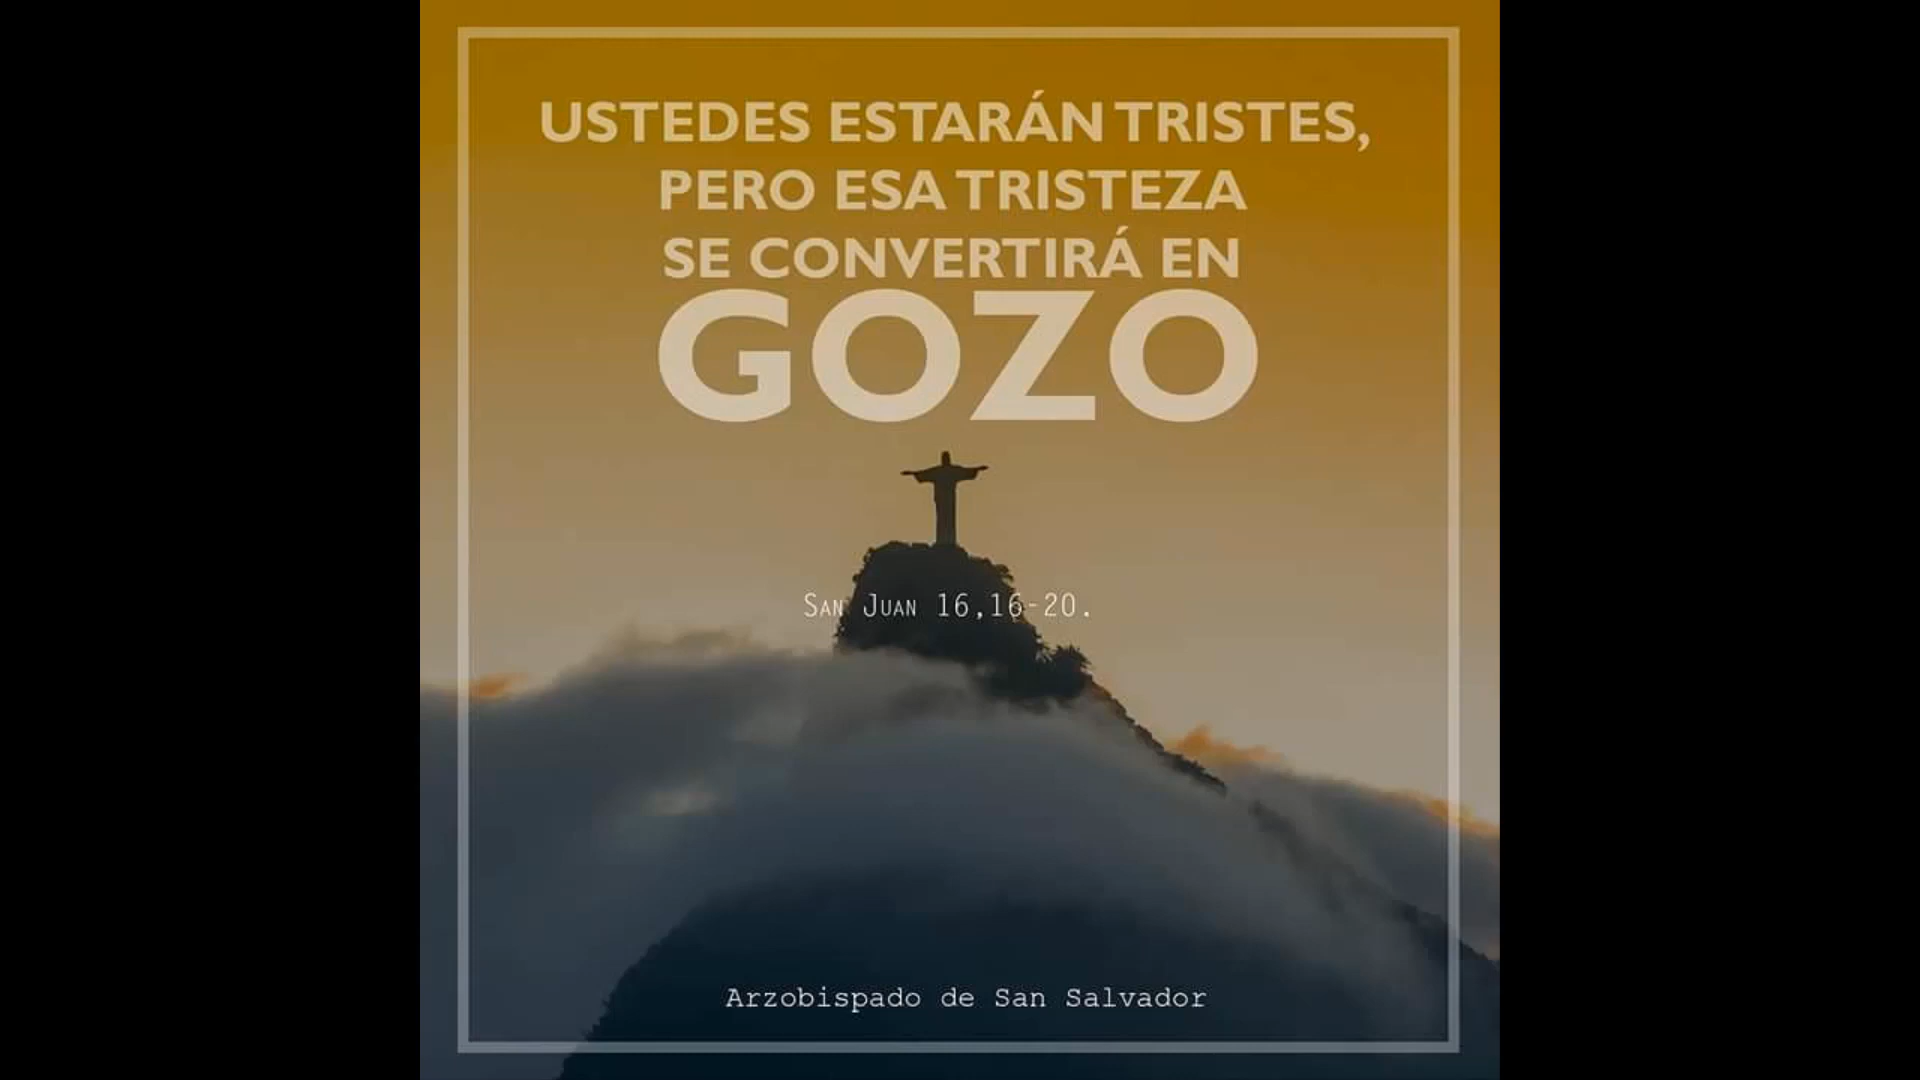 USTEDES ESTARÁN TRISTES,
PERO ESA TRISTEZA
SE CONVERTIRÁ EN
GOZO
San Juan 16,16-20.
Arzobispado de San Salvador